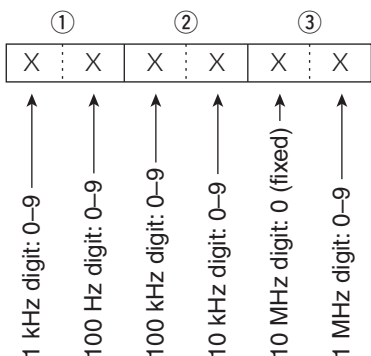 ① ② ③
X X X X X X
1 kHz digit: 0–9
100 Hz digit: 0–9
100 kHz digit: 0–9
10 kHz digit: 0–9
10 MHz digit: 0 (fixed)
1 MHz digit: 0–9